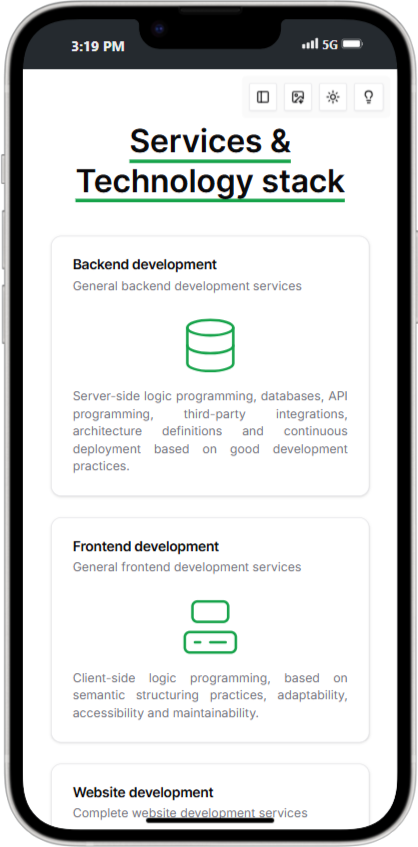 3:19 PM
5G
Services &
Technology stack
Backend development
General backend development services
Server-side logic programming, databases, API
programming, third-party integrations,
architecture definitions and continuous
deployment based on good development
practices.
Frontend development
General frontend development services
Client-side logic programming, based on
semantic structuring practices, adaptability,
accessibility and maintainability.
Website development
Complete website development services